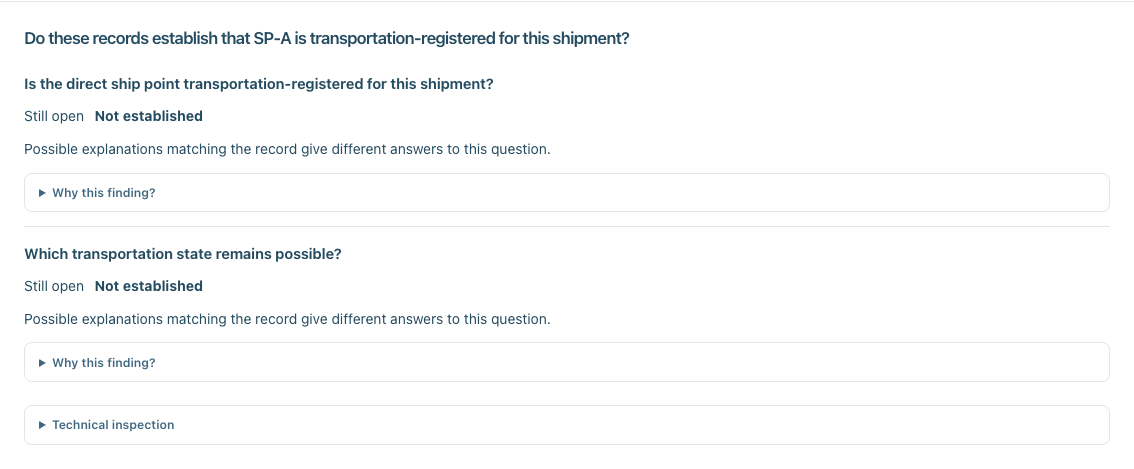 Do these records establish that SP-A is transportation-registered for this shipment?
Is the direct ship point transportation-registered for this shipment?
Still open Not established
Possible explanations matching the record give different answers to this question.
▶ Why this finding?
Which transportation state remains possible?
Still open Not established
Possible explanations matching the record give different answers to this question.
▶ Why this finding?
▶ Technical inspection